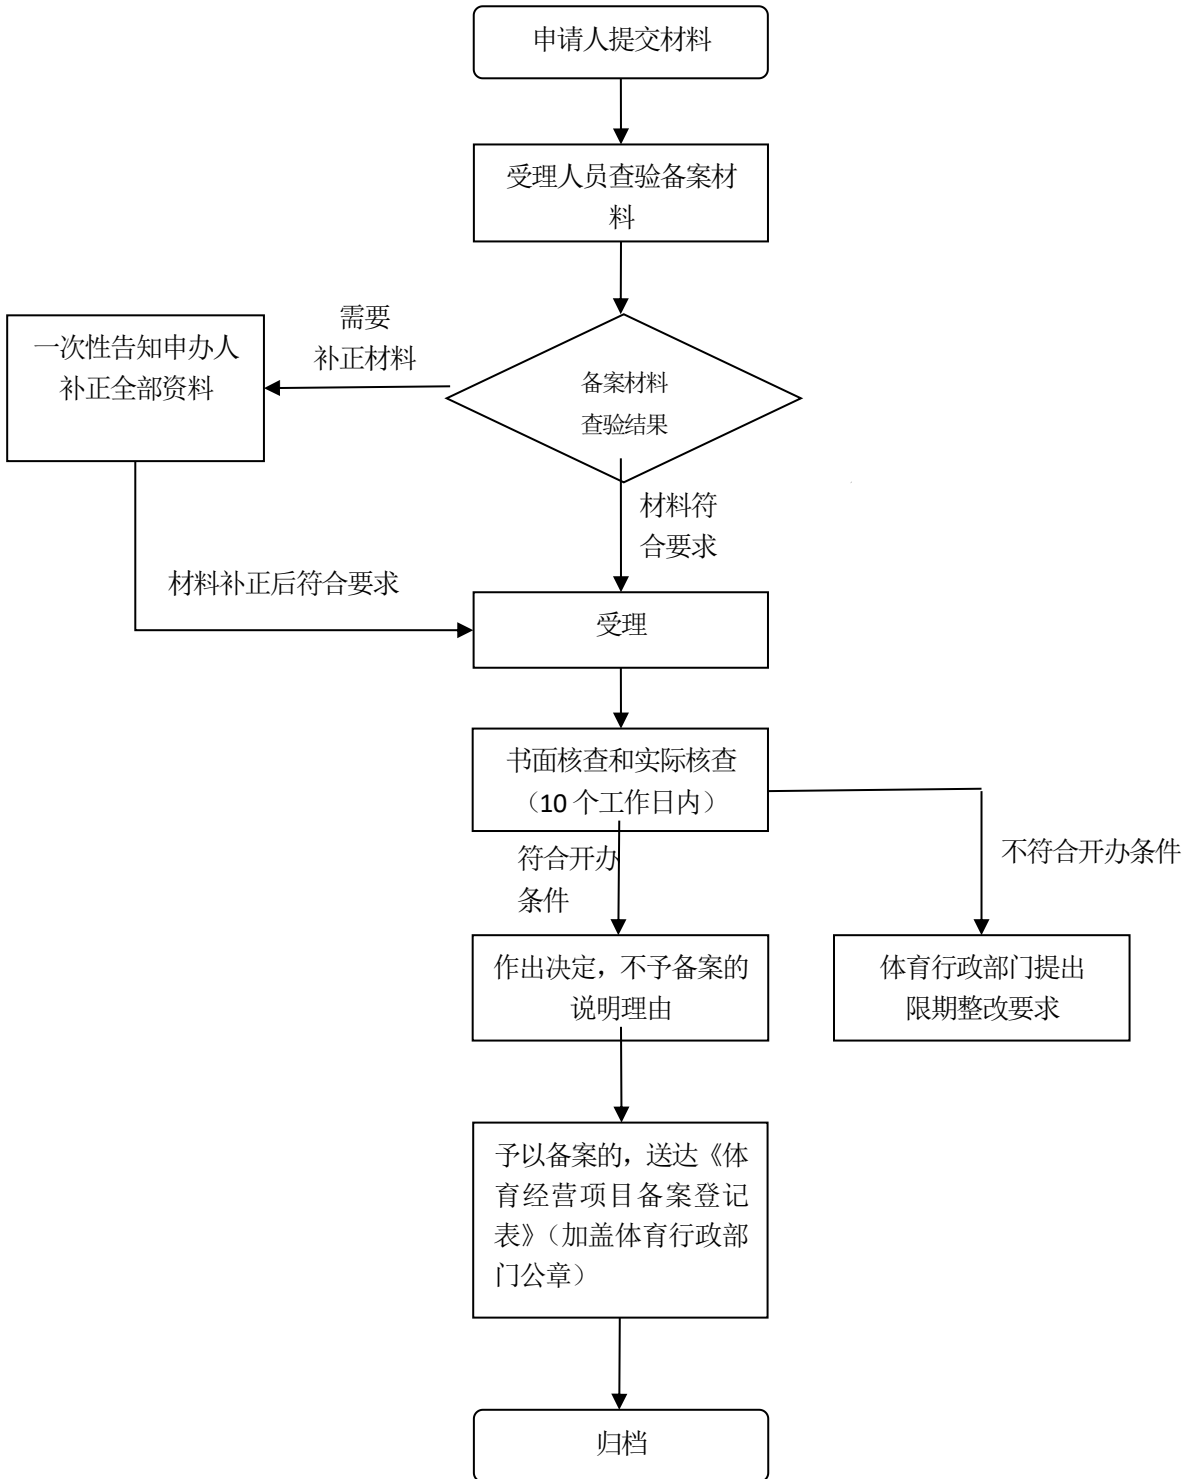 申请人提交材料
受理人员查验备案材
料
需要
补正材料
一次性告知申办人
补正全部资料
备案材料
查验结果
材料符
合要求
材料补正后符合要求
受理
书面核查和实际核查
（10 个工作日内）
符合开办
条件
不符合开办条件
作出决定，不予备案的
说明理由
体育行政部门提出
限期整改要求
予以备案的，送达《体
育经营项目备案登记
表》（加盖体育行政部
门公章）
归档